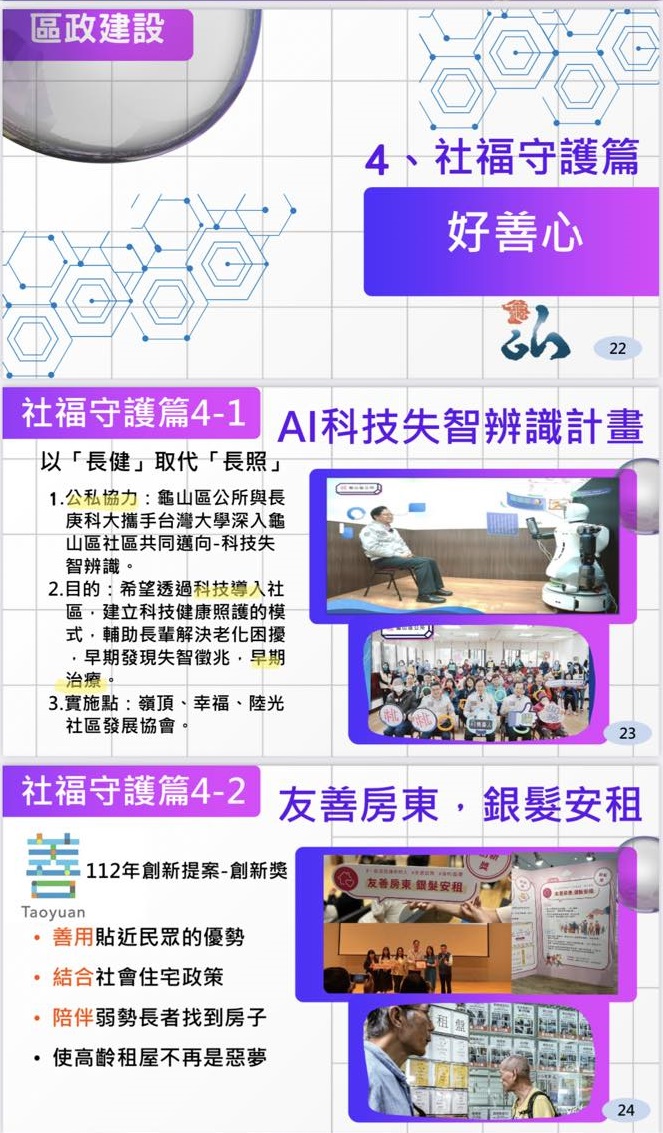 區政建設
4、社福守護篇
好善心
22
社福守護篇4-1
AI科技失智辨識計畫
以「長健」取代「長照」
1.公私協力：龜山區公所與長
庚科大攜手台灣大學深入龜
山區社區共同邁向-科技失
智辨識。
2.目的：希望透過科技導入社
區，建立科技健康照護的模
式，輔助長輩解決老化困擾
，早期發現失智徵兆，早期
治療。
3.實施點：嶺頂、幸福、陸光
社區發展協會。
23
社福守護篇4-2
友善房東，銀髮安租
Taoyuan
112年創新提案-創新獎
• 善用貼近民眾的優勢
• 結合社會住宅政策
• 陪伴弱勢長者找到房子
• 使高齡租屋不再是惡夢
友善房東 銀髮安租
租盤
24